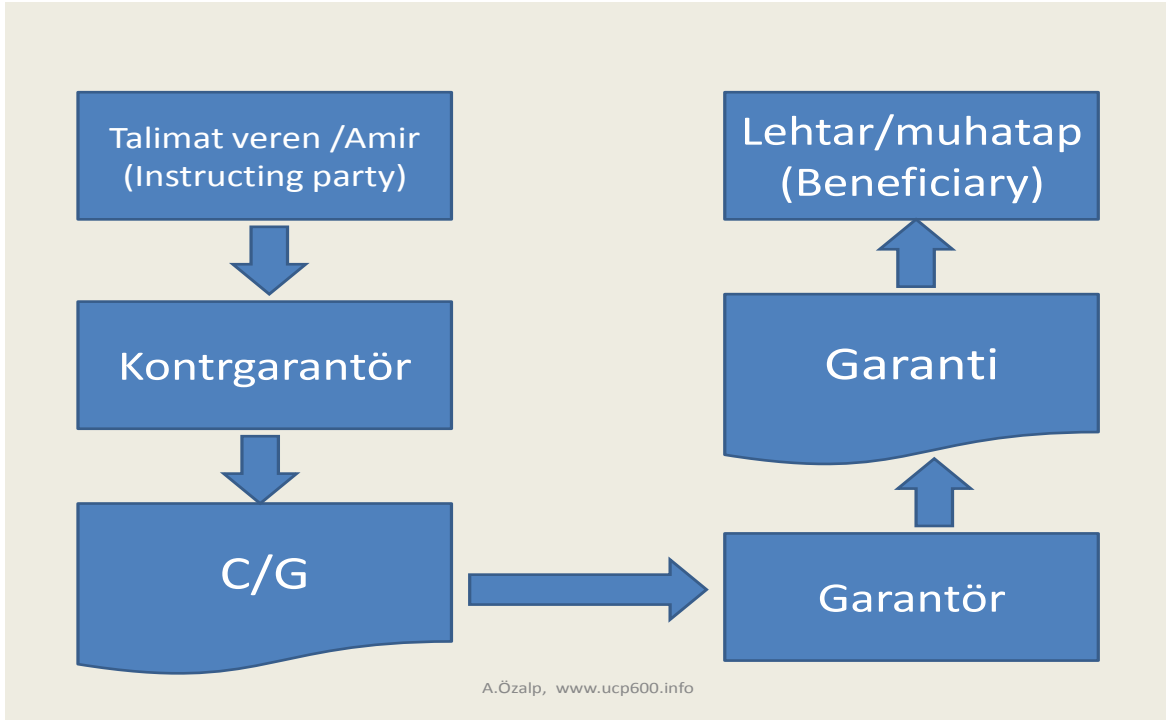 Talimat veren /Amir
(Instructing party)
Kontrgarantör
C/G
Lehtar/muhatap
(Beneficiary)
Garanti
Garantör
A.Özalp, www.ucp600.info